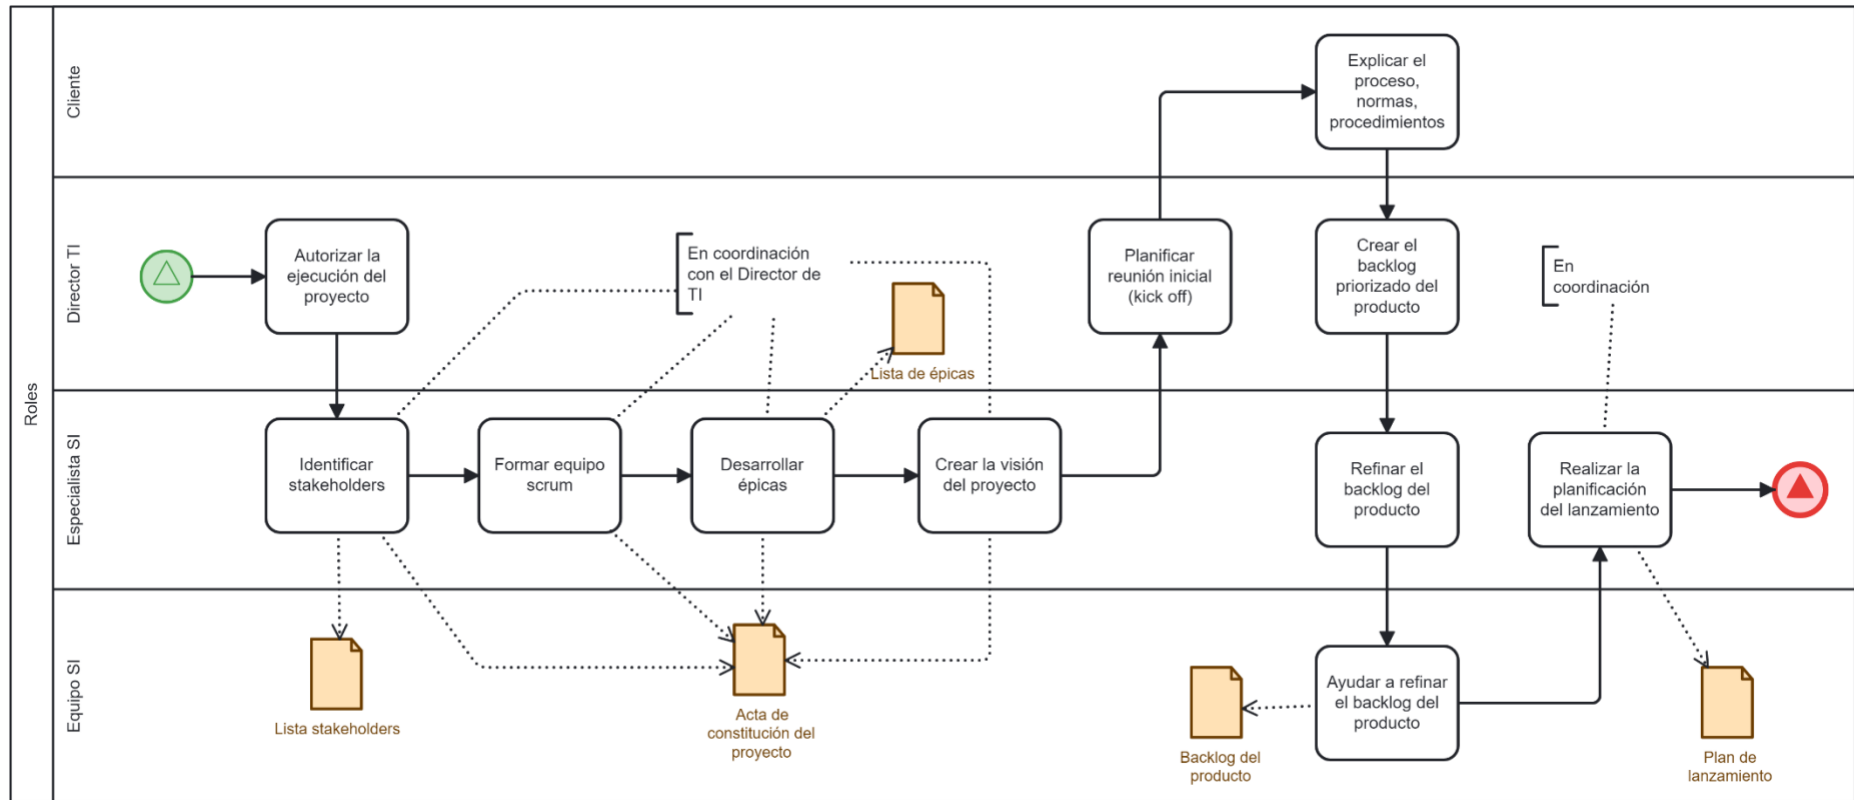 Roles
Cliente
Explicar el
proceso,
normas,
procedimientos
Director TI
Autorizar la
ejecución del
proyecto
En coordinación
con el Director de
TI
Lista de épicas
Planificar
reunión inicial
(kick off)
Crear el
backlog
priorizado del
producto
En
coordinación
Especialista SI
Identificar
stakeholders
Formar equipo
scrum
Desarrollar
épicas
Crear la visión
del proyecto
Refinar el
backlog del
producto
Realizar la
planificación
del lanzamiento
Equipo SI
Lista stakeholders
Acta de
constitución del
proyecto
Backlog del
producto
Ayudar a refinar
el backlog del
producto
Plan de
lanzamiento